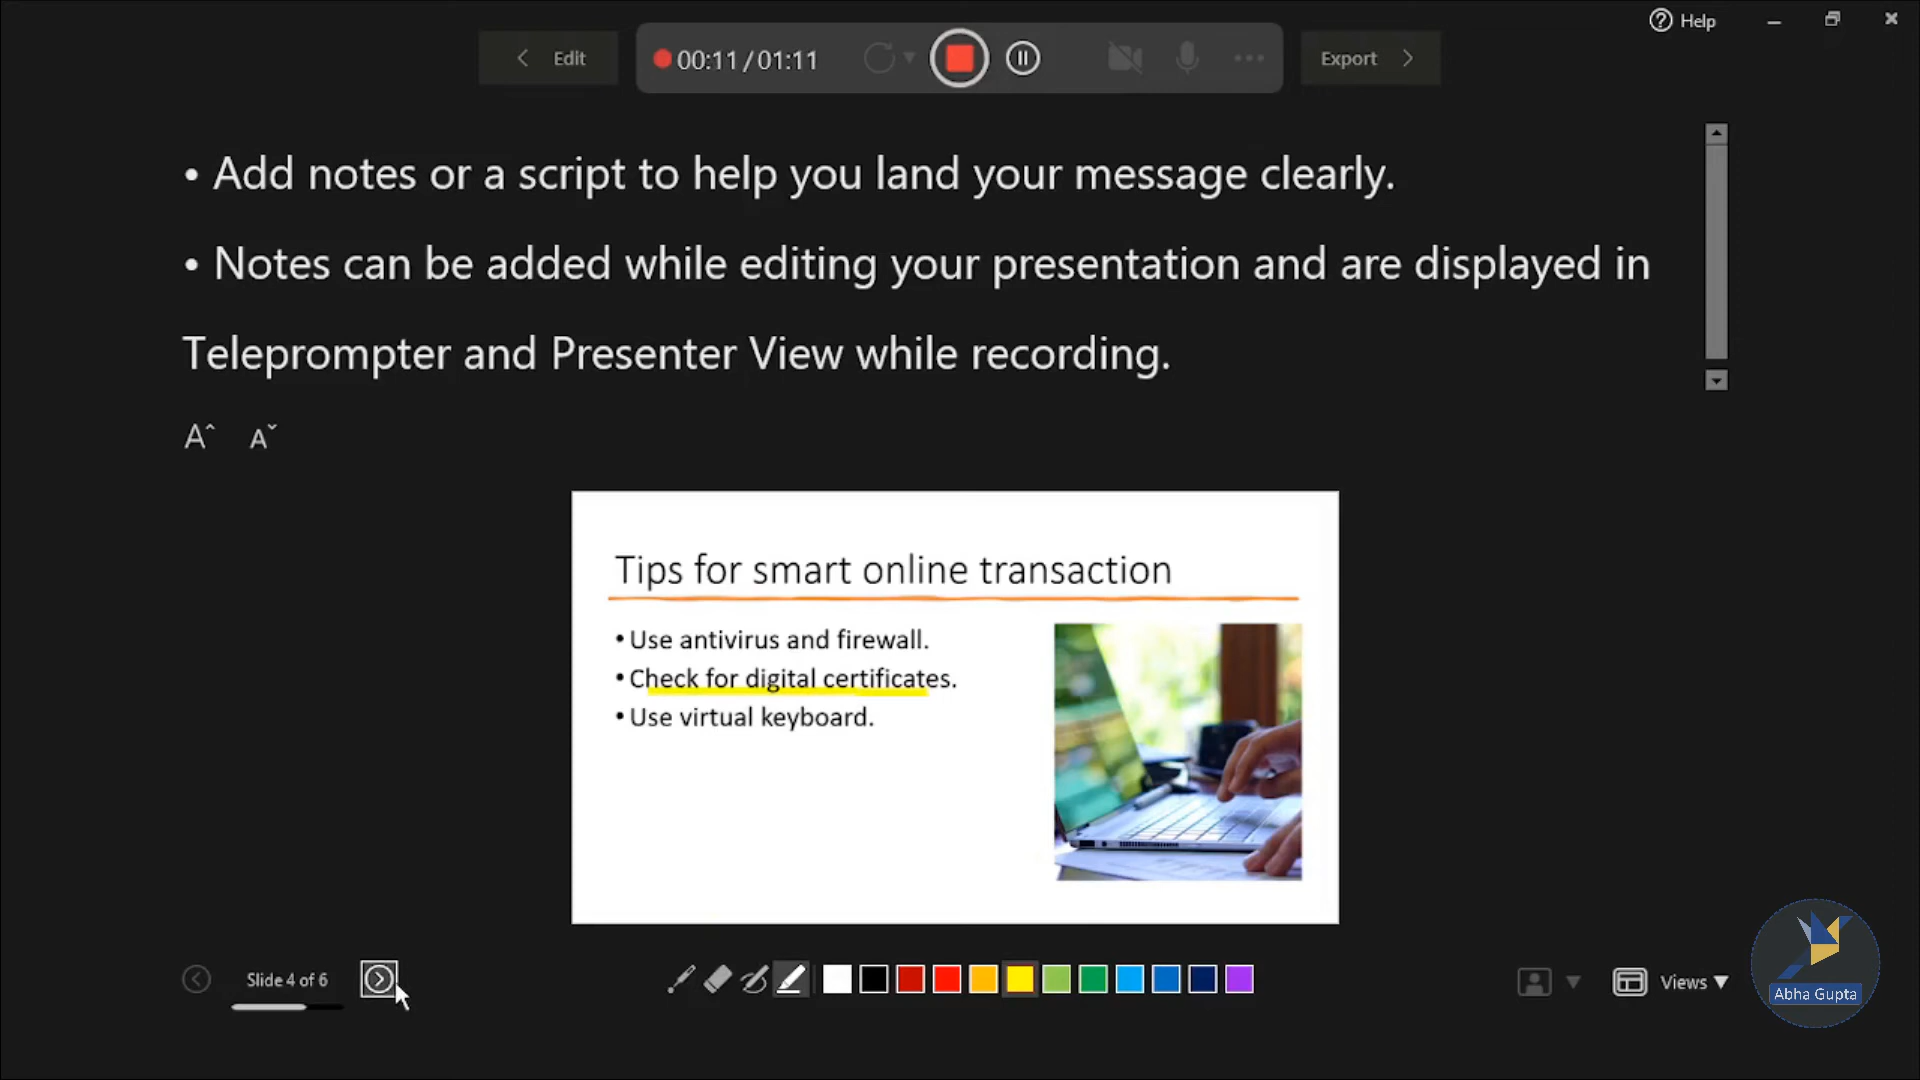 Help
Edit
00:11 / 01:11
Export
• Add notes or a script to help you land your message clearly.
• Notes can be added while editing your presentation and are displayed in
Teleprompter and Presenter View while recording.
A A
Tips for smart online transaction
• Use antivirus and firewall.
• Check for digital certificates.
• Use virtual keyboard.
Slide 4 of 6
Views
Abha Gupta